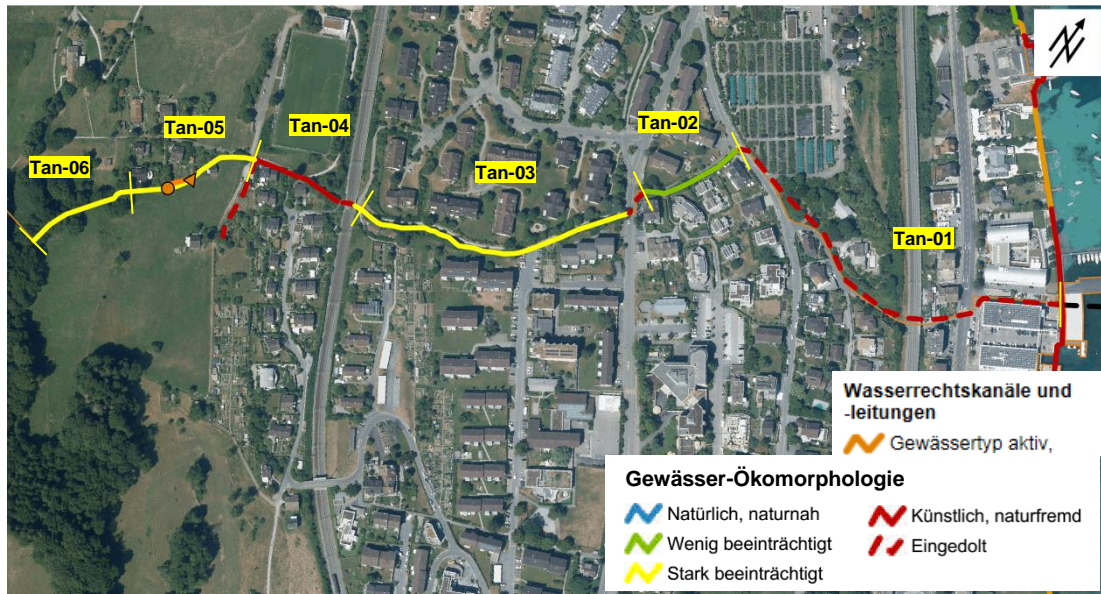 Tan-06
Tan-05
Tan-04
Tan-03
Tan-02
Tan-01
N
Wasserrechtskanäle und
-leitungen
Gewässertyp aktiv,
Gewässer-Ökomorphologie
Natürlich, naturnah
Wenig beeinträchtigt
Stark beeinträchtigt
Künstlich, naturfremd
Eingedolt